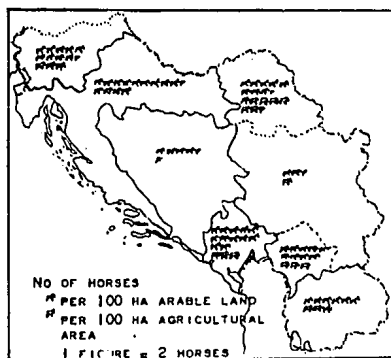 NO OF HORSES
PER 100 HA ARABLE LAND
PER 100 HA AGRICULTURAL
AREA
1 FIGURE = 2 HORSES